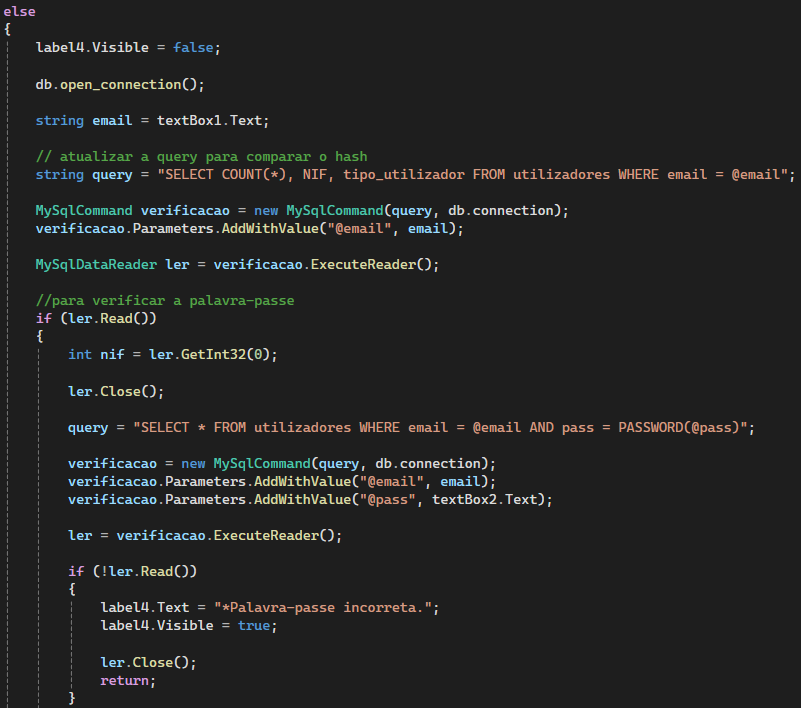 else
{
label4.Visible = false;
db.open_connection();
string email = textBox1.Text;
// atualizar a query para comparar o hash
string query = "SELECT COUNT(*), NIF, tipo_utilizador FROM utilizadores WHERE email = @email";
MySqlCommand verificacao = new MySqlCommand(query, db.connection);
verificacao.Parameters.AddWithValue("@email", email);
MySqlDataReader ler = verificacao.ExecuteReader();
//para verificar a palavra-passe
if (ler.Read())
{
int nif = ler.GetInt32(0);
ler.Close();
query = "SELECT * FROM utilizadores WHERE email = @email AND pass = PASSWORD(@pass)";
verificacao = new MySqlCommand(query, db.connection);
verificacao.Parameters.AddWithValue("@email", email);
verificacao.Parameters.AddWithValue("@pass", textBox2.Text);
ler = verificacao.ExecuteReader();
if (!ler.Read())
{
label4.Text = "*Palavra-passe incorreta.";
label4.Visible = true;
ler.Close();
return;
}